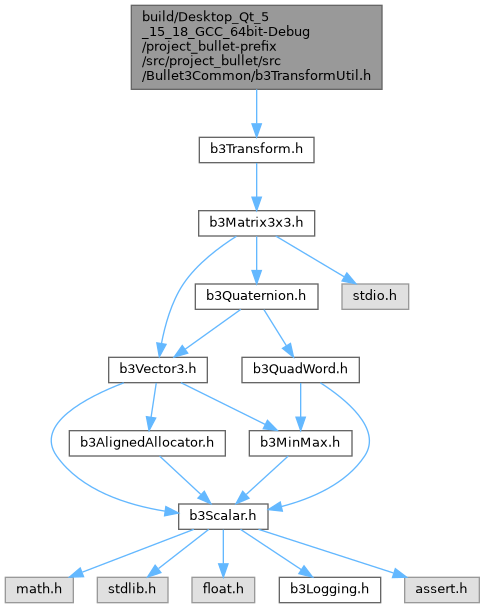 build/Desktop_Qt_5
_15_18_GCC_64bit-Debug
/project_bullet-prefix
/src/project_bullet/src
/Bullet3Common/b3TransformUtil.h
b3Transform.h
b3Matrix3x3.h
b3Quaternion.h
stdio.h
b3Vector3.h
b3QuadWord.h
b3AlignedAllocator.h
b3MinMax.h
b3Scalar.h
math.h
stdlib.h
float.h
b3Logging.h
assert.h